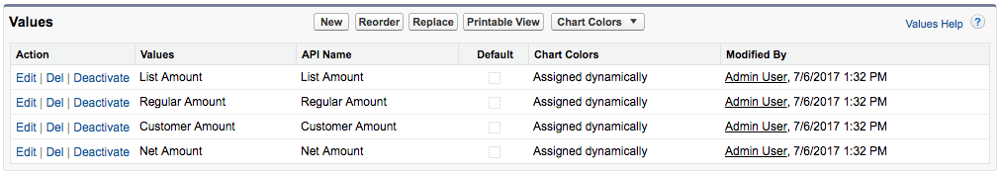 Values New Reorder Replace Printable View Chart Colors Values Help ?
Action Values API Name Default Chart Colors Modified By
Edit | Del | Deactivate List Amount List Amount Assigned dynamically Admin User, 7/6/2017 1:32 PM
Edit | Del | Deactivate Regular Amount Regular Amount Assigned dynamically Admin User, 7/6/2017 1:32 PM
Edit | Del | Deactivate Customer Amount Customer Amount Assigned dynamically Admin User, 7/6/2017 1:32 PM
Edit | Del | Deactivate Net Amount Net Amount Assigned dynamically Admin User, 7/6/2017 1:32 PM